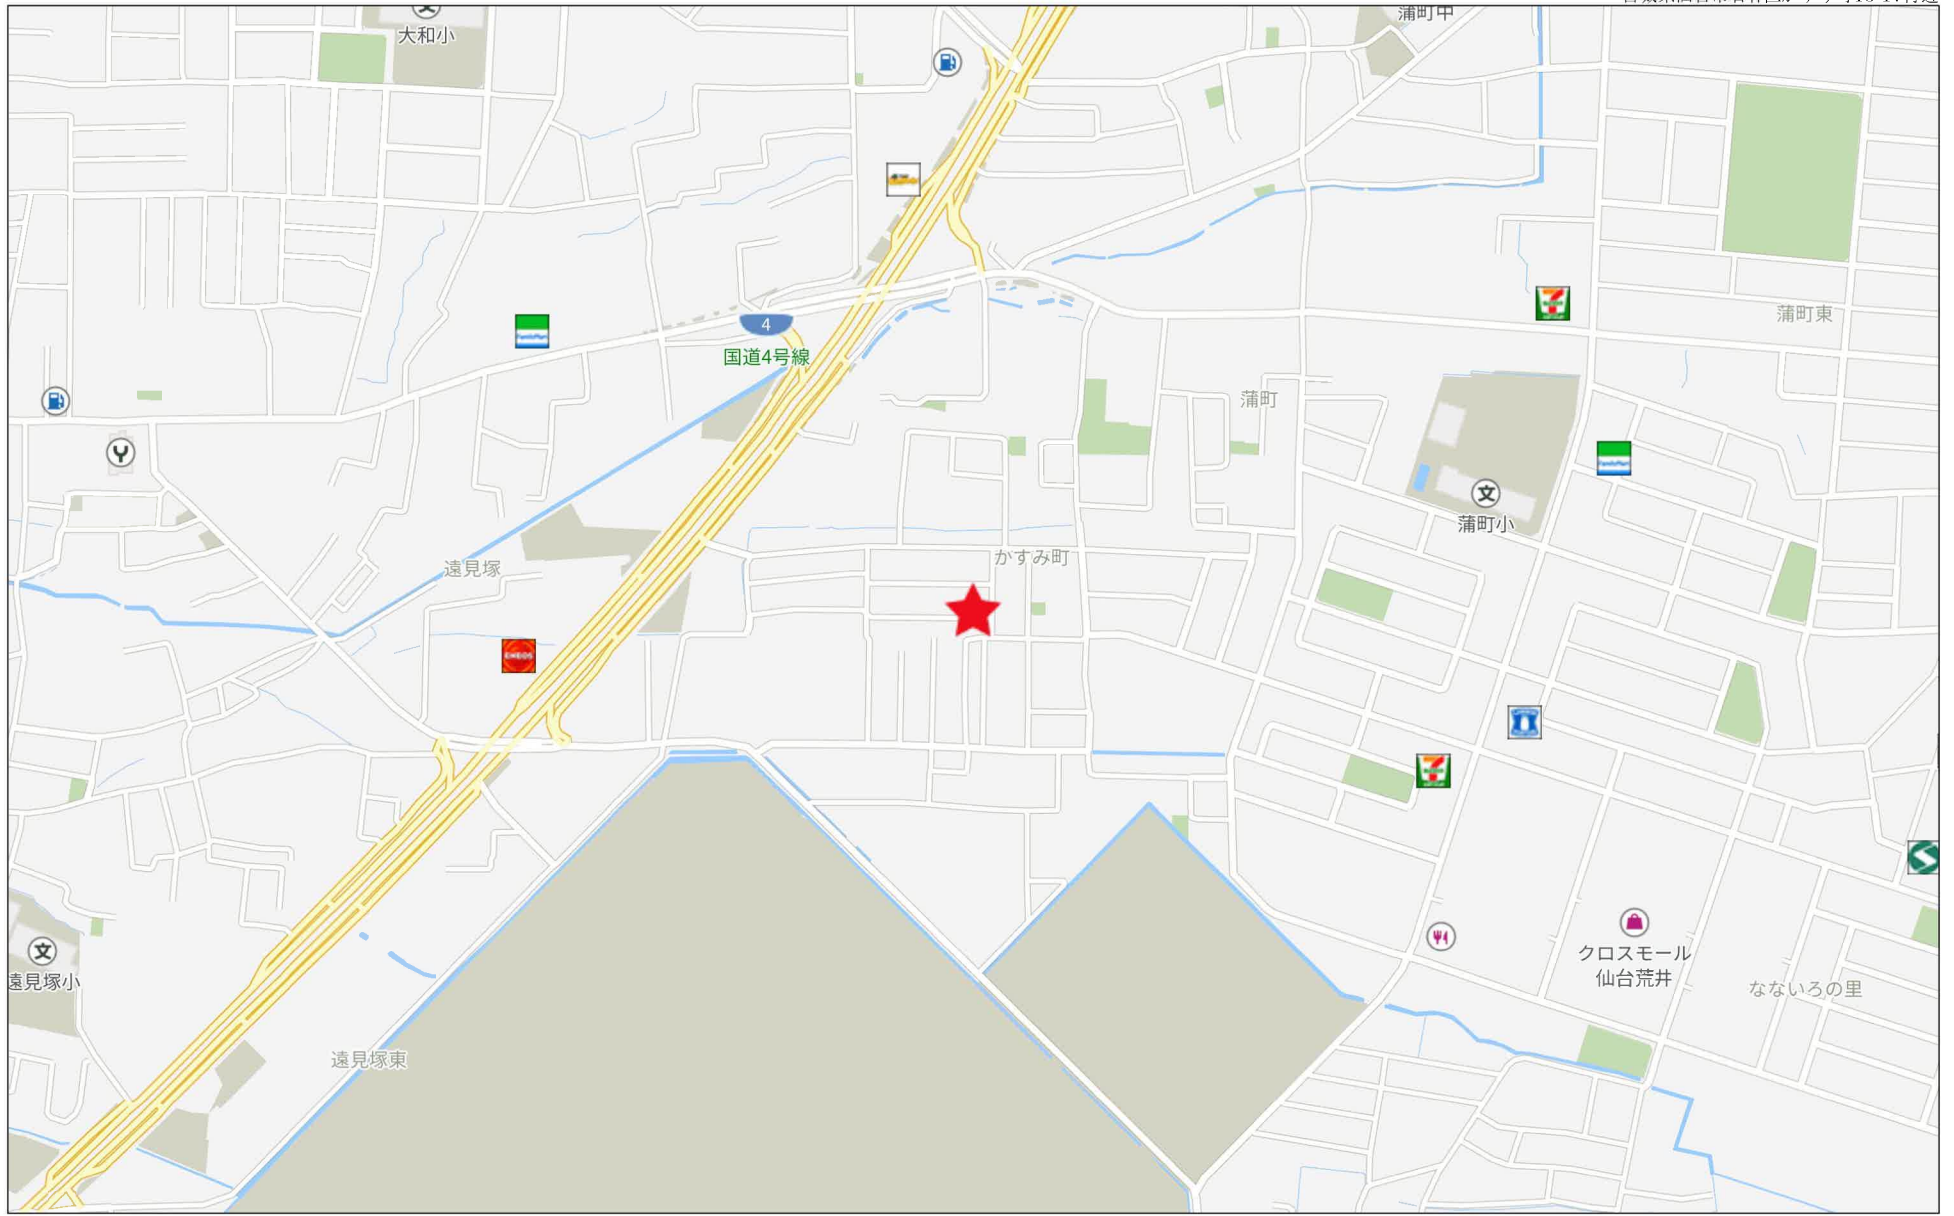 大和小
蒲町中
4
国道4号線
蒲町東
蒲町
蒲町小
かすみ町
遠見塚
ENEOS
クロスモール
仙台荒井
なないろの里
遠見塚小
遠見塚東